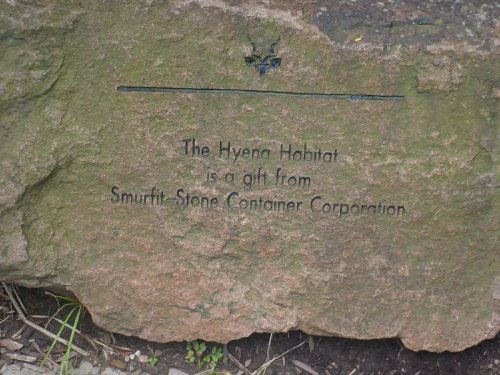 The Hyena Habitat
is a gift from
Smurfit-Stone Container Corporation